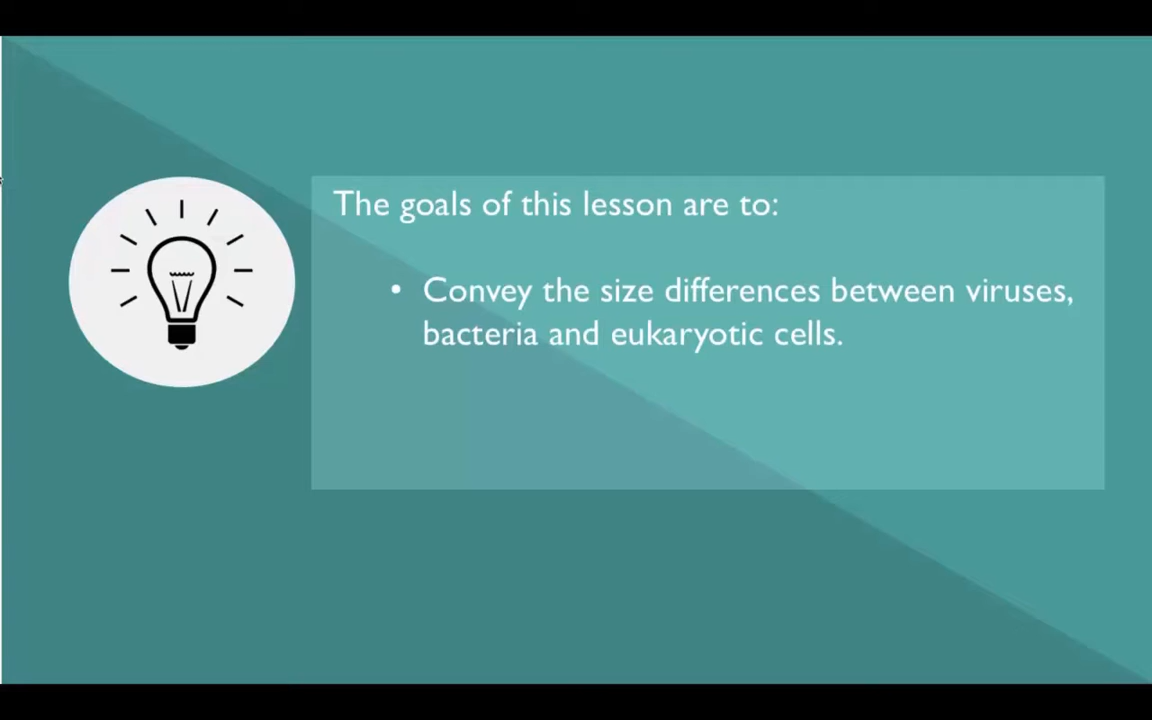 The goals of this lesson are to:
• Convey the size differences between viruses,
bacteria and eukaryotic cells.